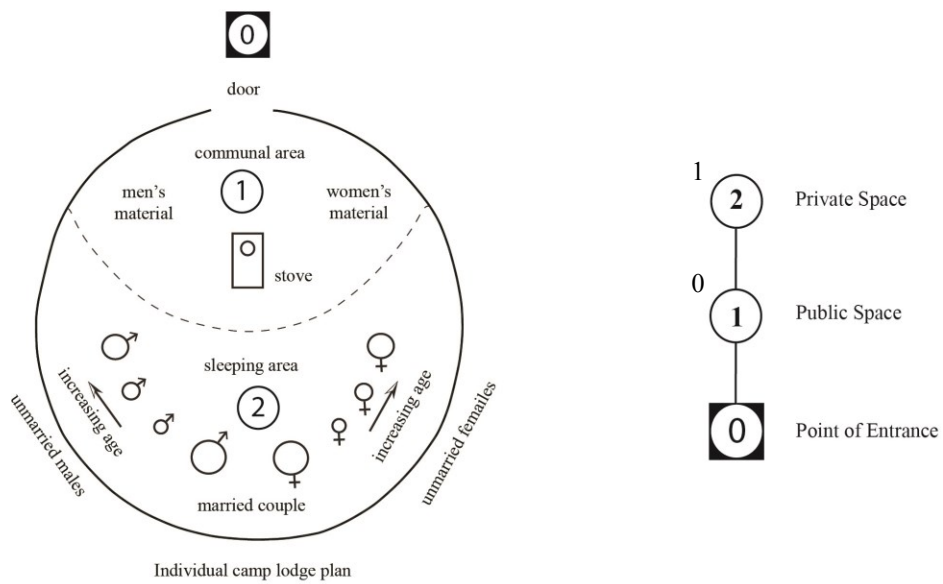 0
door
communal area
1
men's
material
women's
material
stove
sleeping area
2
increasing age
increasing age
unmarried males
unmarried femailes
married couple
Individual camp lodge plan
1
2
Private Space
0
1
Public Space
0
Point of Entrance